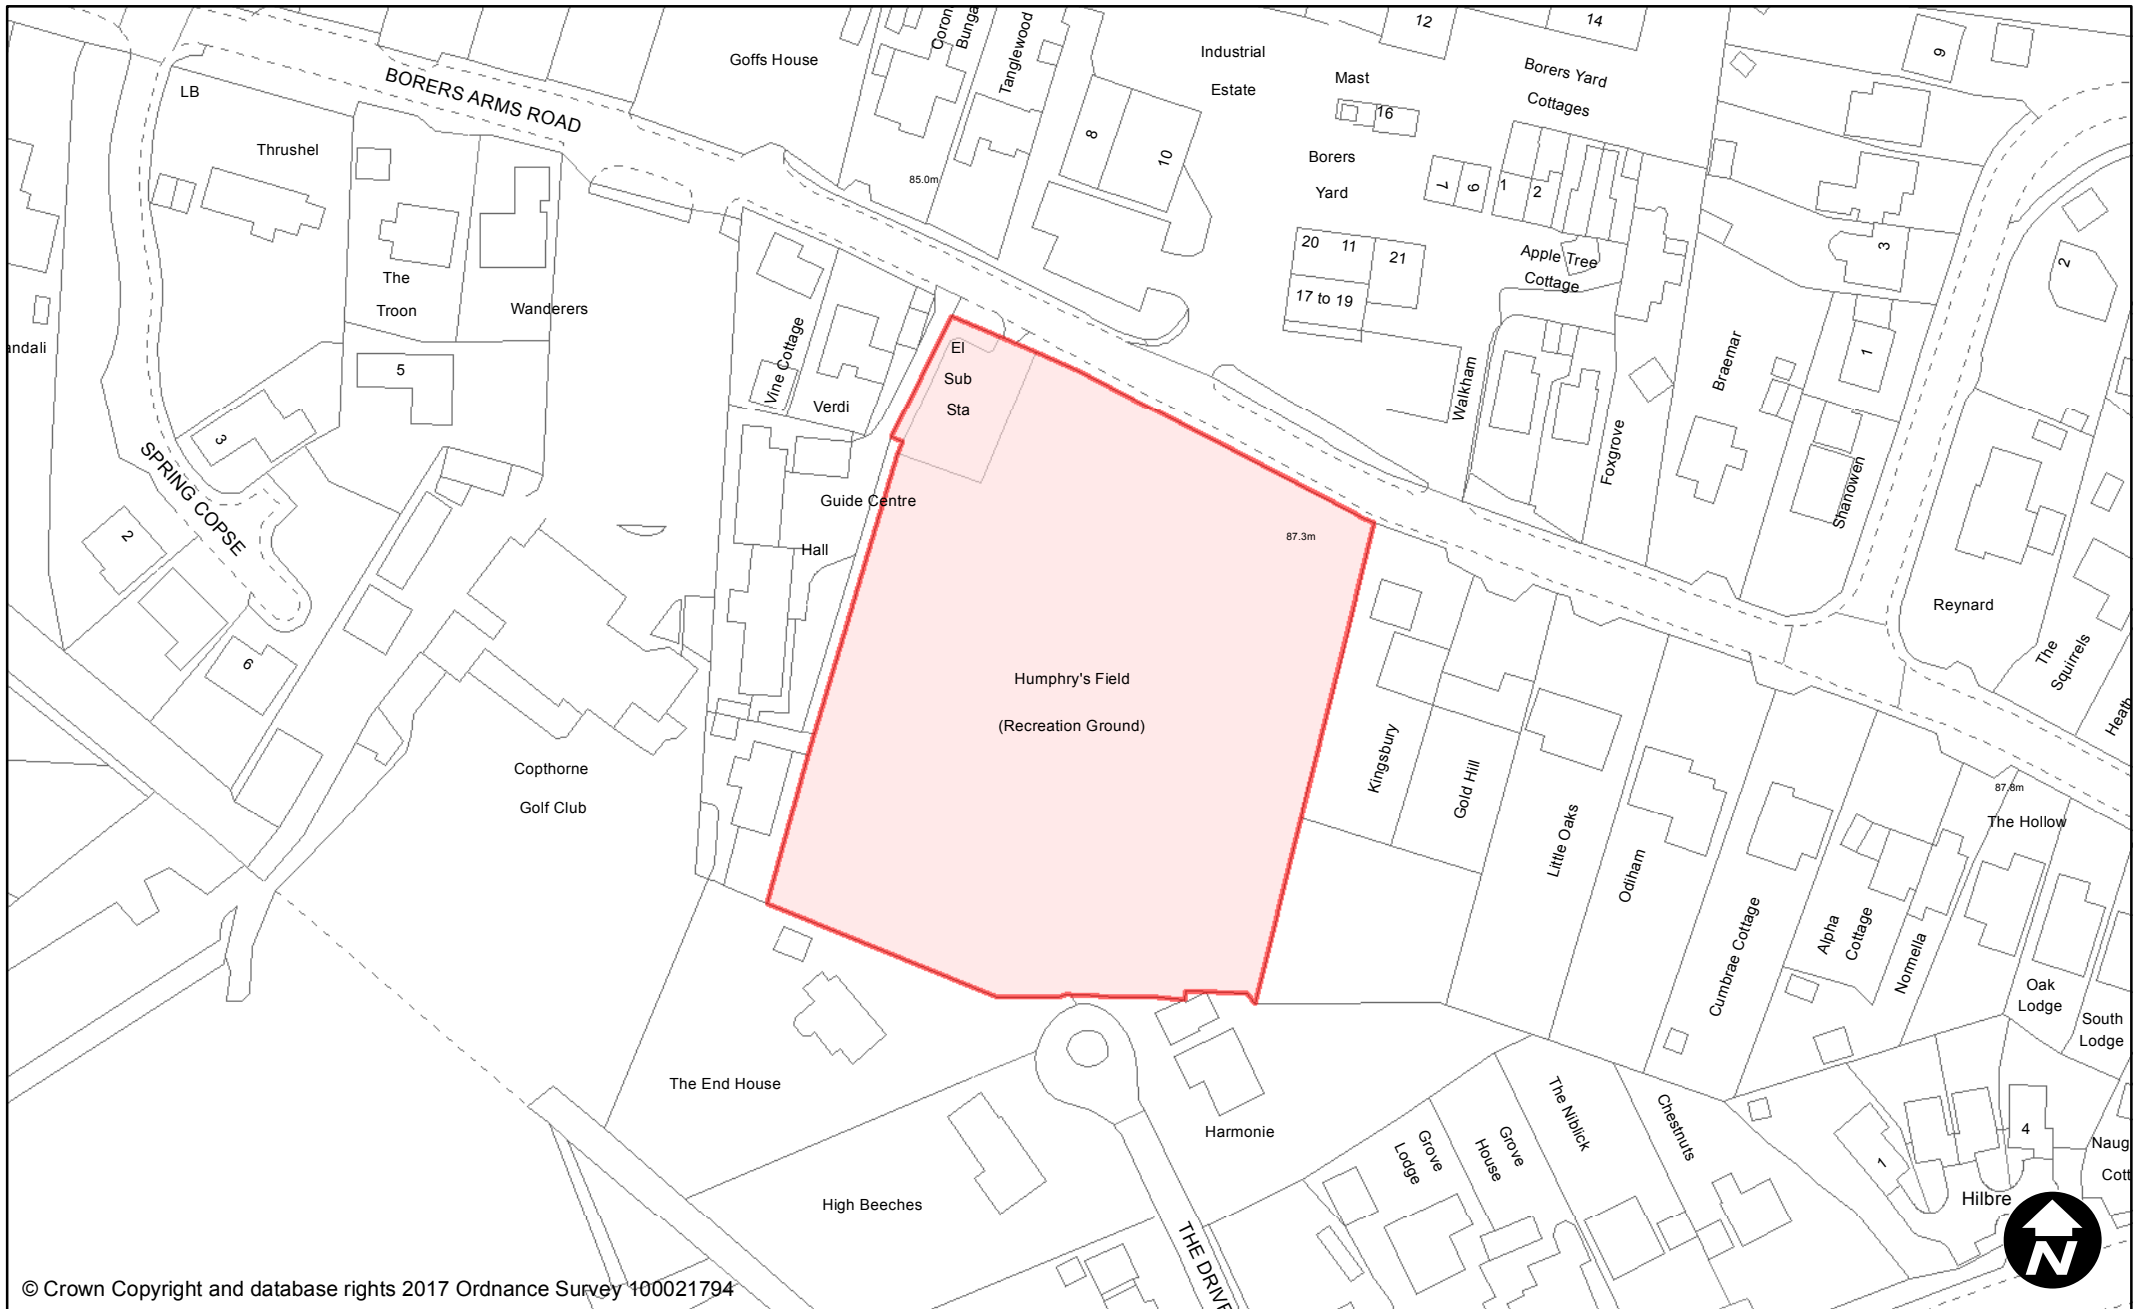 Goffs House
Coron
Bunga
Tanglewood
Industrial
Estate
12
14
Mast
16
Borers Yard
Cottages
9
LB
BORERS ARMS ROAD
Thrushel
85.0m
8
10
Borers
Yard
7
6
1
2
3
2
The
Troon
Wanderers
20
11
21
17 to 19
Apple Tree
Cottage
andali
5
Vine Cottage
Verdi
El
Sub
Sta
Walkham
Foxgrove
Braemar
1
Shanowen
3
SPRING COPSE
2
6
Guide Centre
Hall
87.3m
Reynard
The
Squirrels
Heath
Humphry's Field
(Recreation Ground)
Copthorne
Golf Club
Kingsbury
Gold Hill
Little Oaks
Odiham
Cumbrae Cottage
Alpha
Cottage
Normella
87.8m
The Hollow
Oak
Lodge
South
Lodge
The End House
Harmonie
High Beeches
THE DRIVE
Grove
Lodge
Grove
House
The Niblick
Chestnuts
1
4
Naug
Cott
Hilbre
N
© Crown Copyright and database rights 2017 Ordnance Survey 100021794